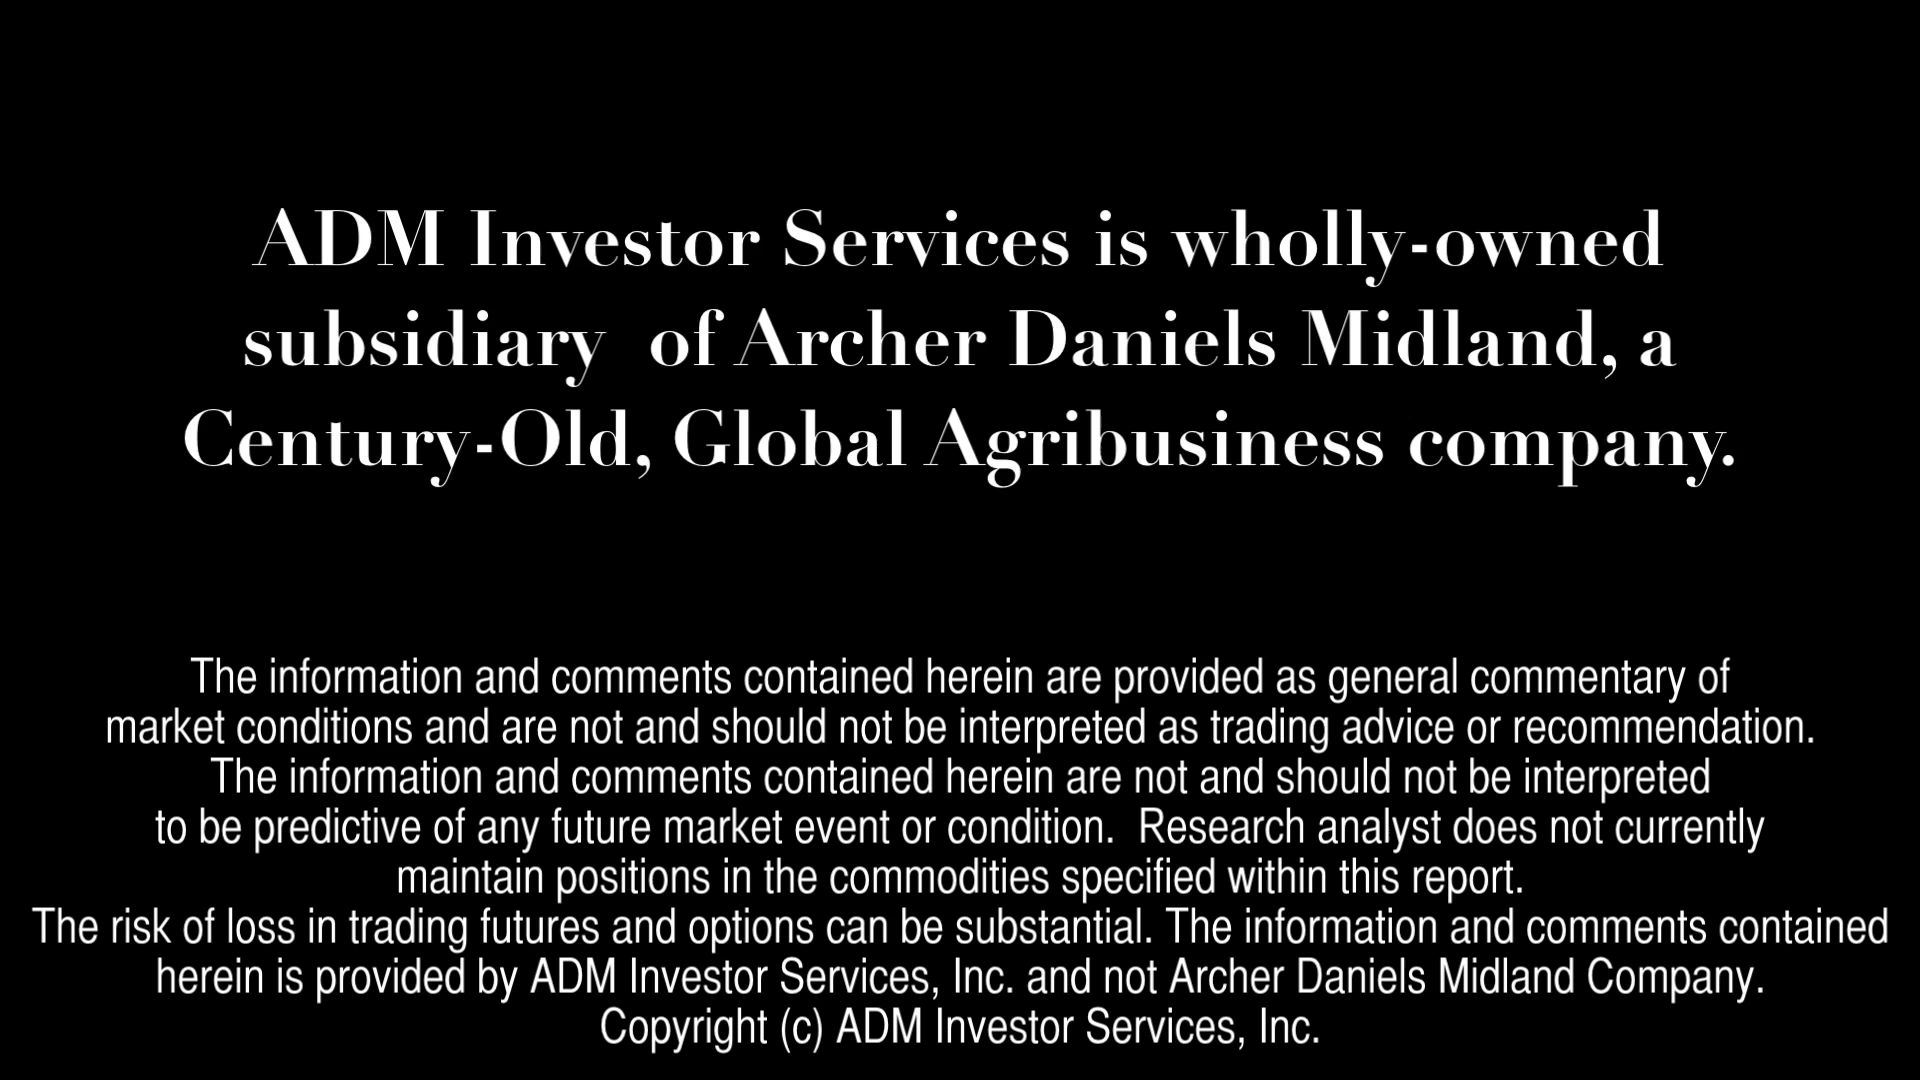 ADM Investor Services is wholly-owned
subsidiary  of Archer Daniels Midland, a
Century-Old, Global Agribusiness company.
The information and comments contained herein are provided as general commentary of
market conditions and are not and should not be interpreted as trading advice or recommendation.
The information and comments contained herein are not and should not be interpreted
to be predictive of any future market event or condition.  Research analyst does not currently
maintain positions in the commodities specified within this report.
The risk of loss in trading futures and options can be substantial. The information and comments contained
herein is provided by ADM Investor Services, Inc. and not Archer Daniels Midland Company.
Copyright (c) ADM Investor Services, Inc.